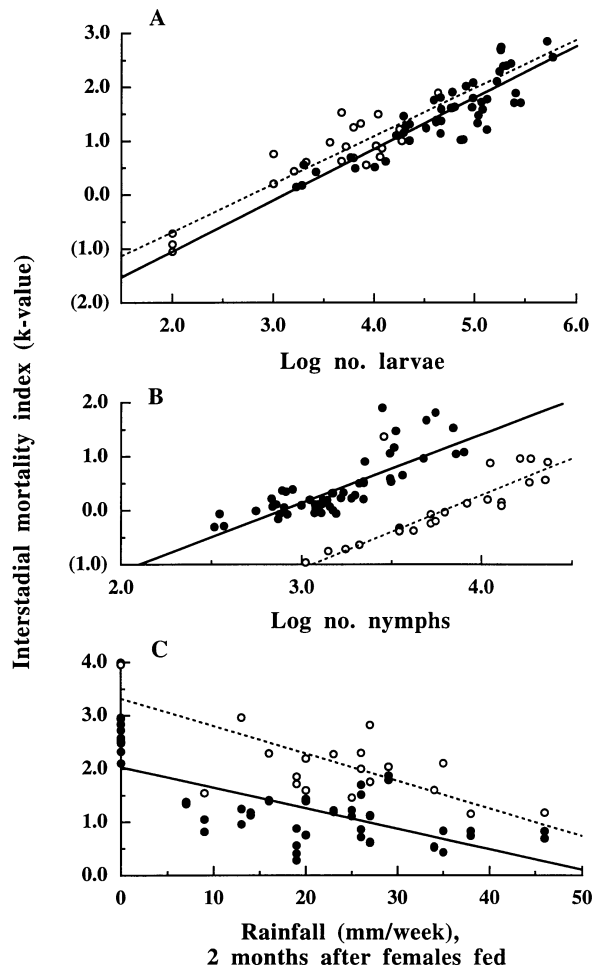 A
3.0
2.0
1.0
0.0
(1.0)
(2.0)
2.0 3.0 4.0 5.0 6.0
Log no. larvae
Interstadial mortality index (k-value)
B
2.0
1.0
0.0
(1.0)
2.0 3.0 4.0
Log no. nymphs
C
4.0
3.0
2.0
1.0
0.0
0 10 20 30 40 50
Rainfall (mm/week),
2 months after females fed